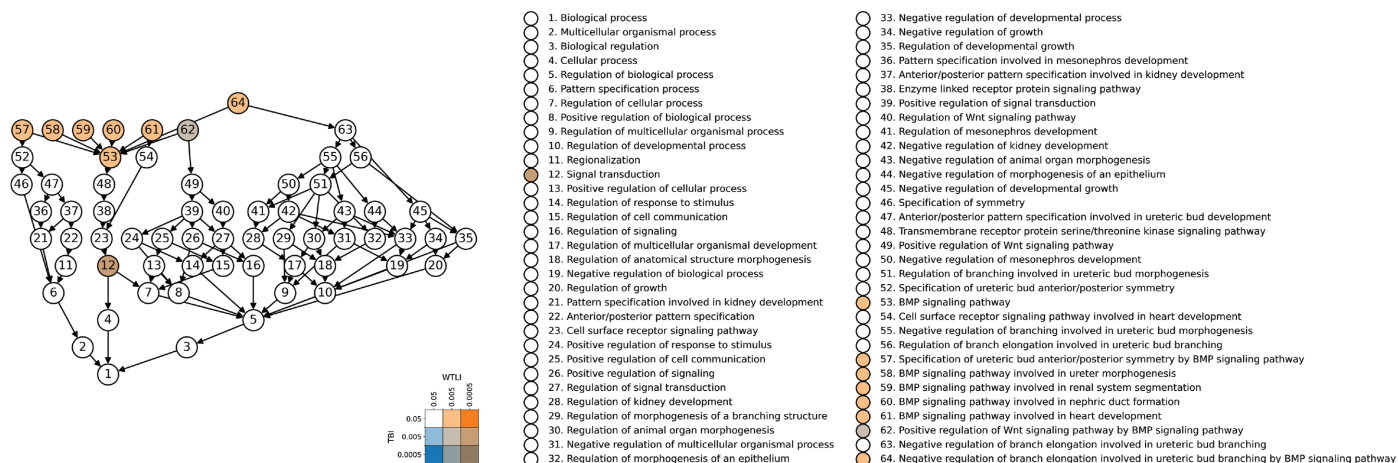 64
57
58
59
60
61
62
63
52
53
54
55
56
46
47
48
49
50
51
36
37
38
39
40
41
42
43
44
45
21
22
23
24
25
26
27
28
29
30
31
32
33
34
35
11
12
13
14
15
16
17
18
19
20
6
7
8
9
10
4
5
2
3
1
WTLI
0.05
0.005
0.0005
TBI
0.05
0.005
0.0005
1. Biological process
2. Multicellular organismal process
3. Biological regulation
4. Cellular process
5. Regulation of biological process
6. Pattern specification process
7. Regulation of cellular process
8. Positive regulation of biological process
9. Regulation of multicellular organismal process
10. Regulation of developmental process
11. Regionalization
12. Signal transduction
13. Positive regulation of cellular process
14. Regulation of response to stimulus
15. Regulation of cell communication
16. Regulation of signaling
17. Regulation of multicellular organismal development
18. Regulation of anatomical structure morphogenesis
19. Negative regulation of biological process
20. Regulation of growth
21. Pattern specification involved in kidney development
22. Anterior/posterior pattern specification
23. Cell surface receptor signaling pathway
24. Positive regulation of response to stimulus
25. Positive regulation of cell communication
26. Positive regulation of signaling
27. Regulation of signal transduction
28. Regulation of kidney development
29. Regulation of morphogenesis of a branching structure
30. Regulation of animal organ morphogenesis
31. Negative regulation of multicellular organismal process
32. Regulation of morphogenesis of an epithelium
33. Negative regulation of developmental process
34. Negative regulation of growth
35. Regulation of developmental growth
36. Pattern specification involved in mesonephros development
37. Anterior/posterior pattern specification involved in kidney development
38. Enzyme linked receptor protein signaling pathway
39. Positive regulation of signal transduction
40. Regulation of Wnt signaling pathway
41. Regulation of mesonephros development
42. Negative regulation of kidney development
43. Negative regulation of animal organ morphogenesis
44. Negative regulation of morphogenesis of an epithelium
45. Negative regulation of developmental growth
46. Specification of symmetry
47. Anterior/posterior pattern specification involved in ureteric bud development
48. Transmembrane receptor protein serine/threonine kinase signaling pathway
49. Positive regulation of Wnt signaling pathway
50. Negative regulation of mesonephros development
51. Regulation of branching involved in ureteric bud morphogenesis
52. Specification of ureteric bud anterior/posterior symmetry
53. BMP signaling pathway
54. Cell surface receptor signaling pathway involved in heart development
55. Negative regulation of branching involved in ureteric bud morphogenesis
56. Regulation of branch elongation involved in ureteric bud branching
57. Specification of ureteric bud anterior/posterior symmetry by BMP signaling pathway
58. BMP signaling pathway involved in ureter morphogenesis
59. BMP signaling pathway involved in renal system segmentation
60. BMP signaling pathway involved in nephric duct formation
61. BMP signaling pathway involved in heart development
62. Positive regulation of Wnt signaling pathway by BMP signaling pathway
63. Negative regulation of branch elongation involved in ureteric bud branching
64. Negative regulation of branch elongation involved in ureteric bud branching by BMP signaling pathway